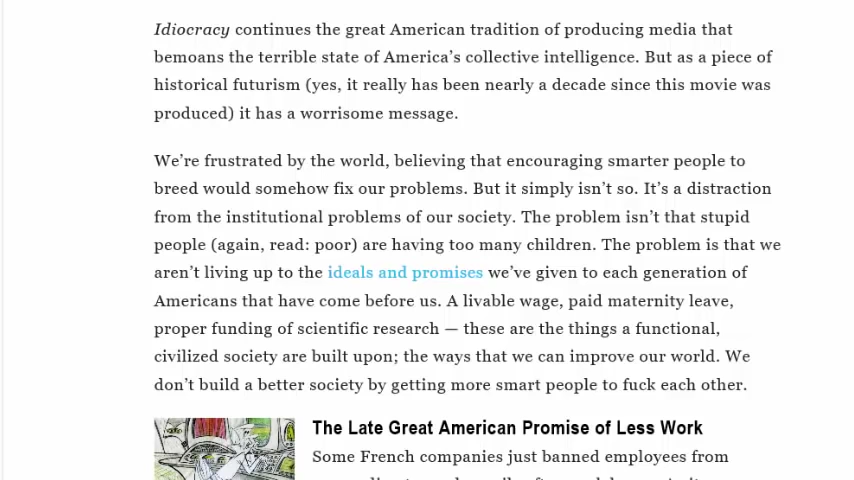 Idiocracy continues the great American tradition of producing media that
bemoans the terrible state of America’s collective intelligence. But as a piece of
historical futurism (yes, it really has been nearly a decade since this movie was
produced) it has a worrisome message.
We’re frustrated by the world, believing that encouraging smarter people to
breed would somehow fix our problems. But it simply isn’t so. It’s a distraction
from the institutional problems of our society. The problem isn’t that stupid
people (again, read: poor) are having too many children. The problem is that we
aren’t living up to the ideals and promises we’ve given to each generation of
Americans that have come before us. A livable wage, paid maternity leave,
proper funding of scientific research — these are the things a functional,
civilized society are built upon; the ways that we can improve our world. We
don’t build a better society by getting more smart people to fuck each other.
The Late Great American Promise of Less Work
Some French companies just banned employees from